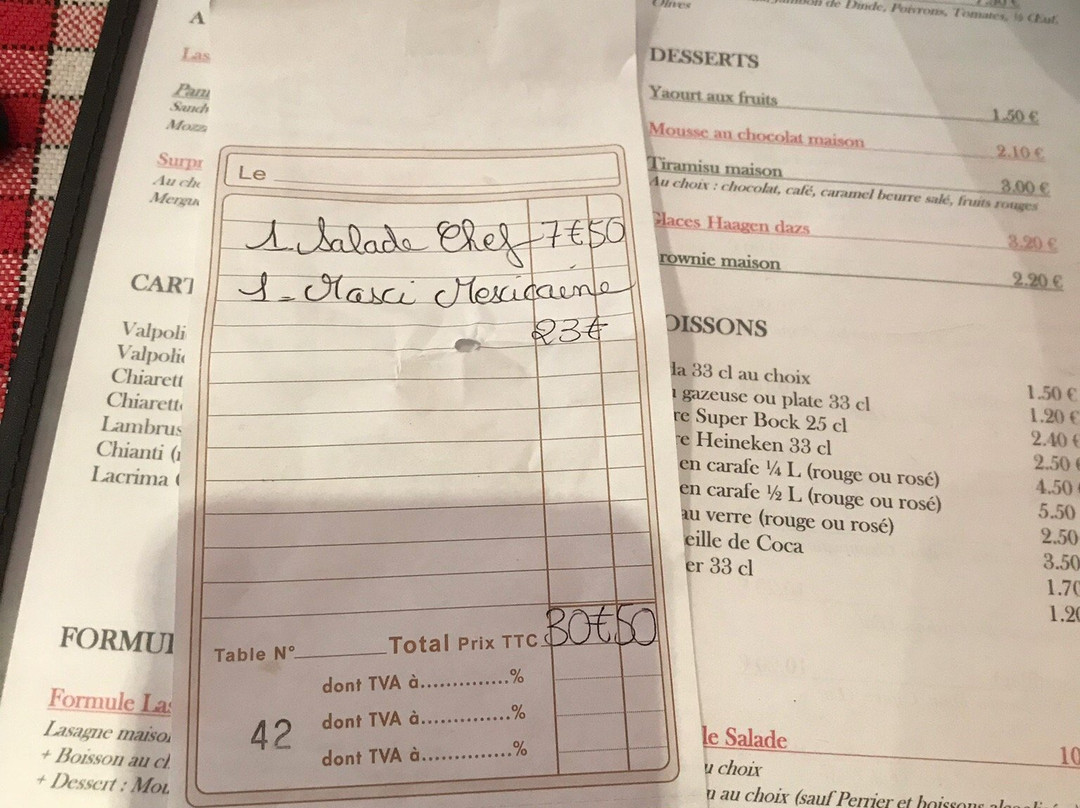 A
Las
Pani
Sandw
Mozz
Surpr
Au cho
Mergu
CART
Valpoli
Valpolic
Chiarett
Chiarett
Lambrus
Chianti (
Lacrima (
FORMU
Formule Las
Lasagne maiso
+ Boisson au ch
+ Dessert : Mou
Le
1 Salade Chef 7€50
1 - Masci Mexicaine
23€
Table N° Total Prix TTC 30€50
dont TVA à..............%
dont TVA à..............%
42
dont TVA à..............%
Olives
de Dinde, Poivrons, Tomates, ½ Œuf.
DESSERTS
Yaourt aux fruits 1.50 €
Mousse au chocolat maison 2.10 €
Tiramisu maison 3.00 €
Au choix : chocolat, café, caramel beurre salé, fruits rouges
Glaces Haagen dazs 3.20 €
rownie maison 2.20 €
OISSONS
la 33 cl au choix 1.50 €
gazeuse ou plate 33 cl 1.20 €
re Super Bock 25 cl 2.40 €
e Heineken 33 cl 2.50
en carafe ¼ L (rouge ou rosé) 4.50
en carafe ½ L (rouge ou rosé) 5.50
au verre (rouge ou rosé) 2.50
eille de Coca 3.50
er 33 cl 1.70
1.20
le Salade 10
u choix
u au choix (sauf Perrier et boissons